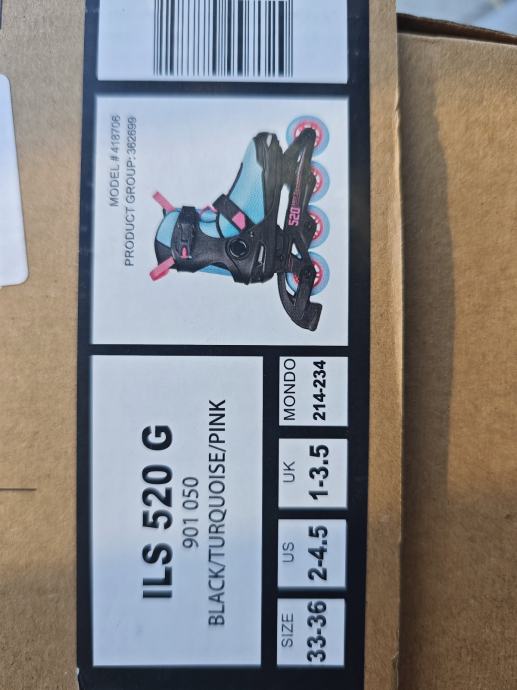 ILS 520 G
901 050
BLACK/TURQUOISE/PINK
SIZE
33-36
US
2-4.5
UK
1-3.5
MONDO
214-234
MODEL # 418706
PRODUCT GROUP: 362699
520